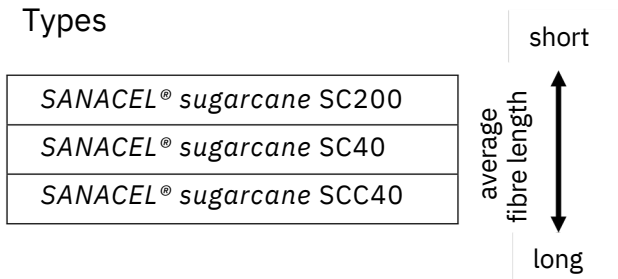 Types
short
SANACEL® sugarcane SC200
SANACEL® sugarcane SC40
SANACEL® sugarcane SCC40
average
fibre length
long